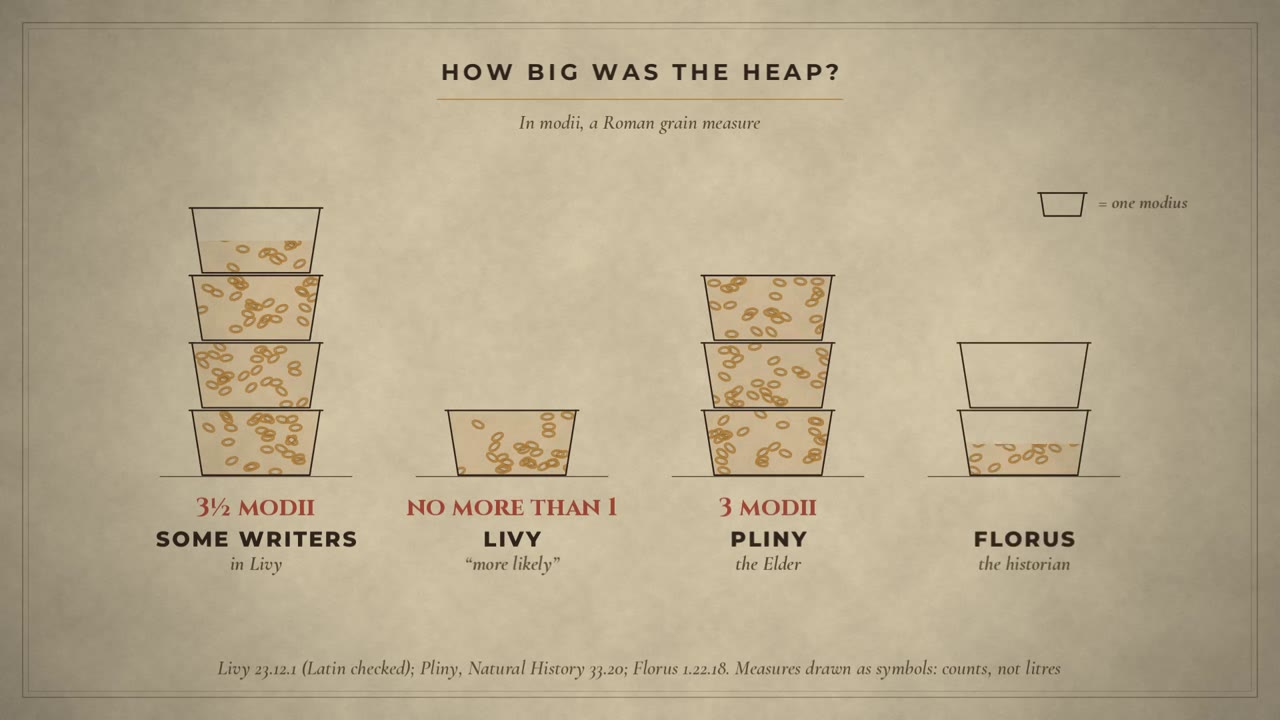 HOW BIG WAS THE HEAP?
In modii, a Roman grain measure
= one modius
3½ MODII
SOME WRITERS
in Livy
NO MORE THAN 1
LIVY
“more likely”
3 MODII
PLINY
the Elder
FLORUS
the historian
Livy 23.12.1 (Latin checked); Pliny, Natural History 33.20; Florus 1.22.18. Measures drawn as symbols: counts, not litres